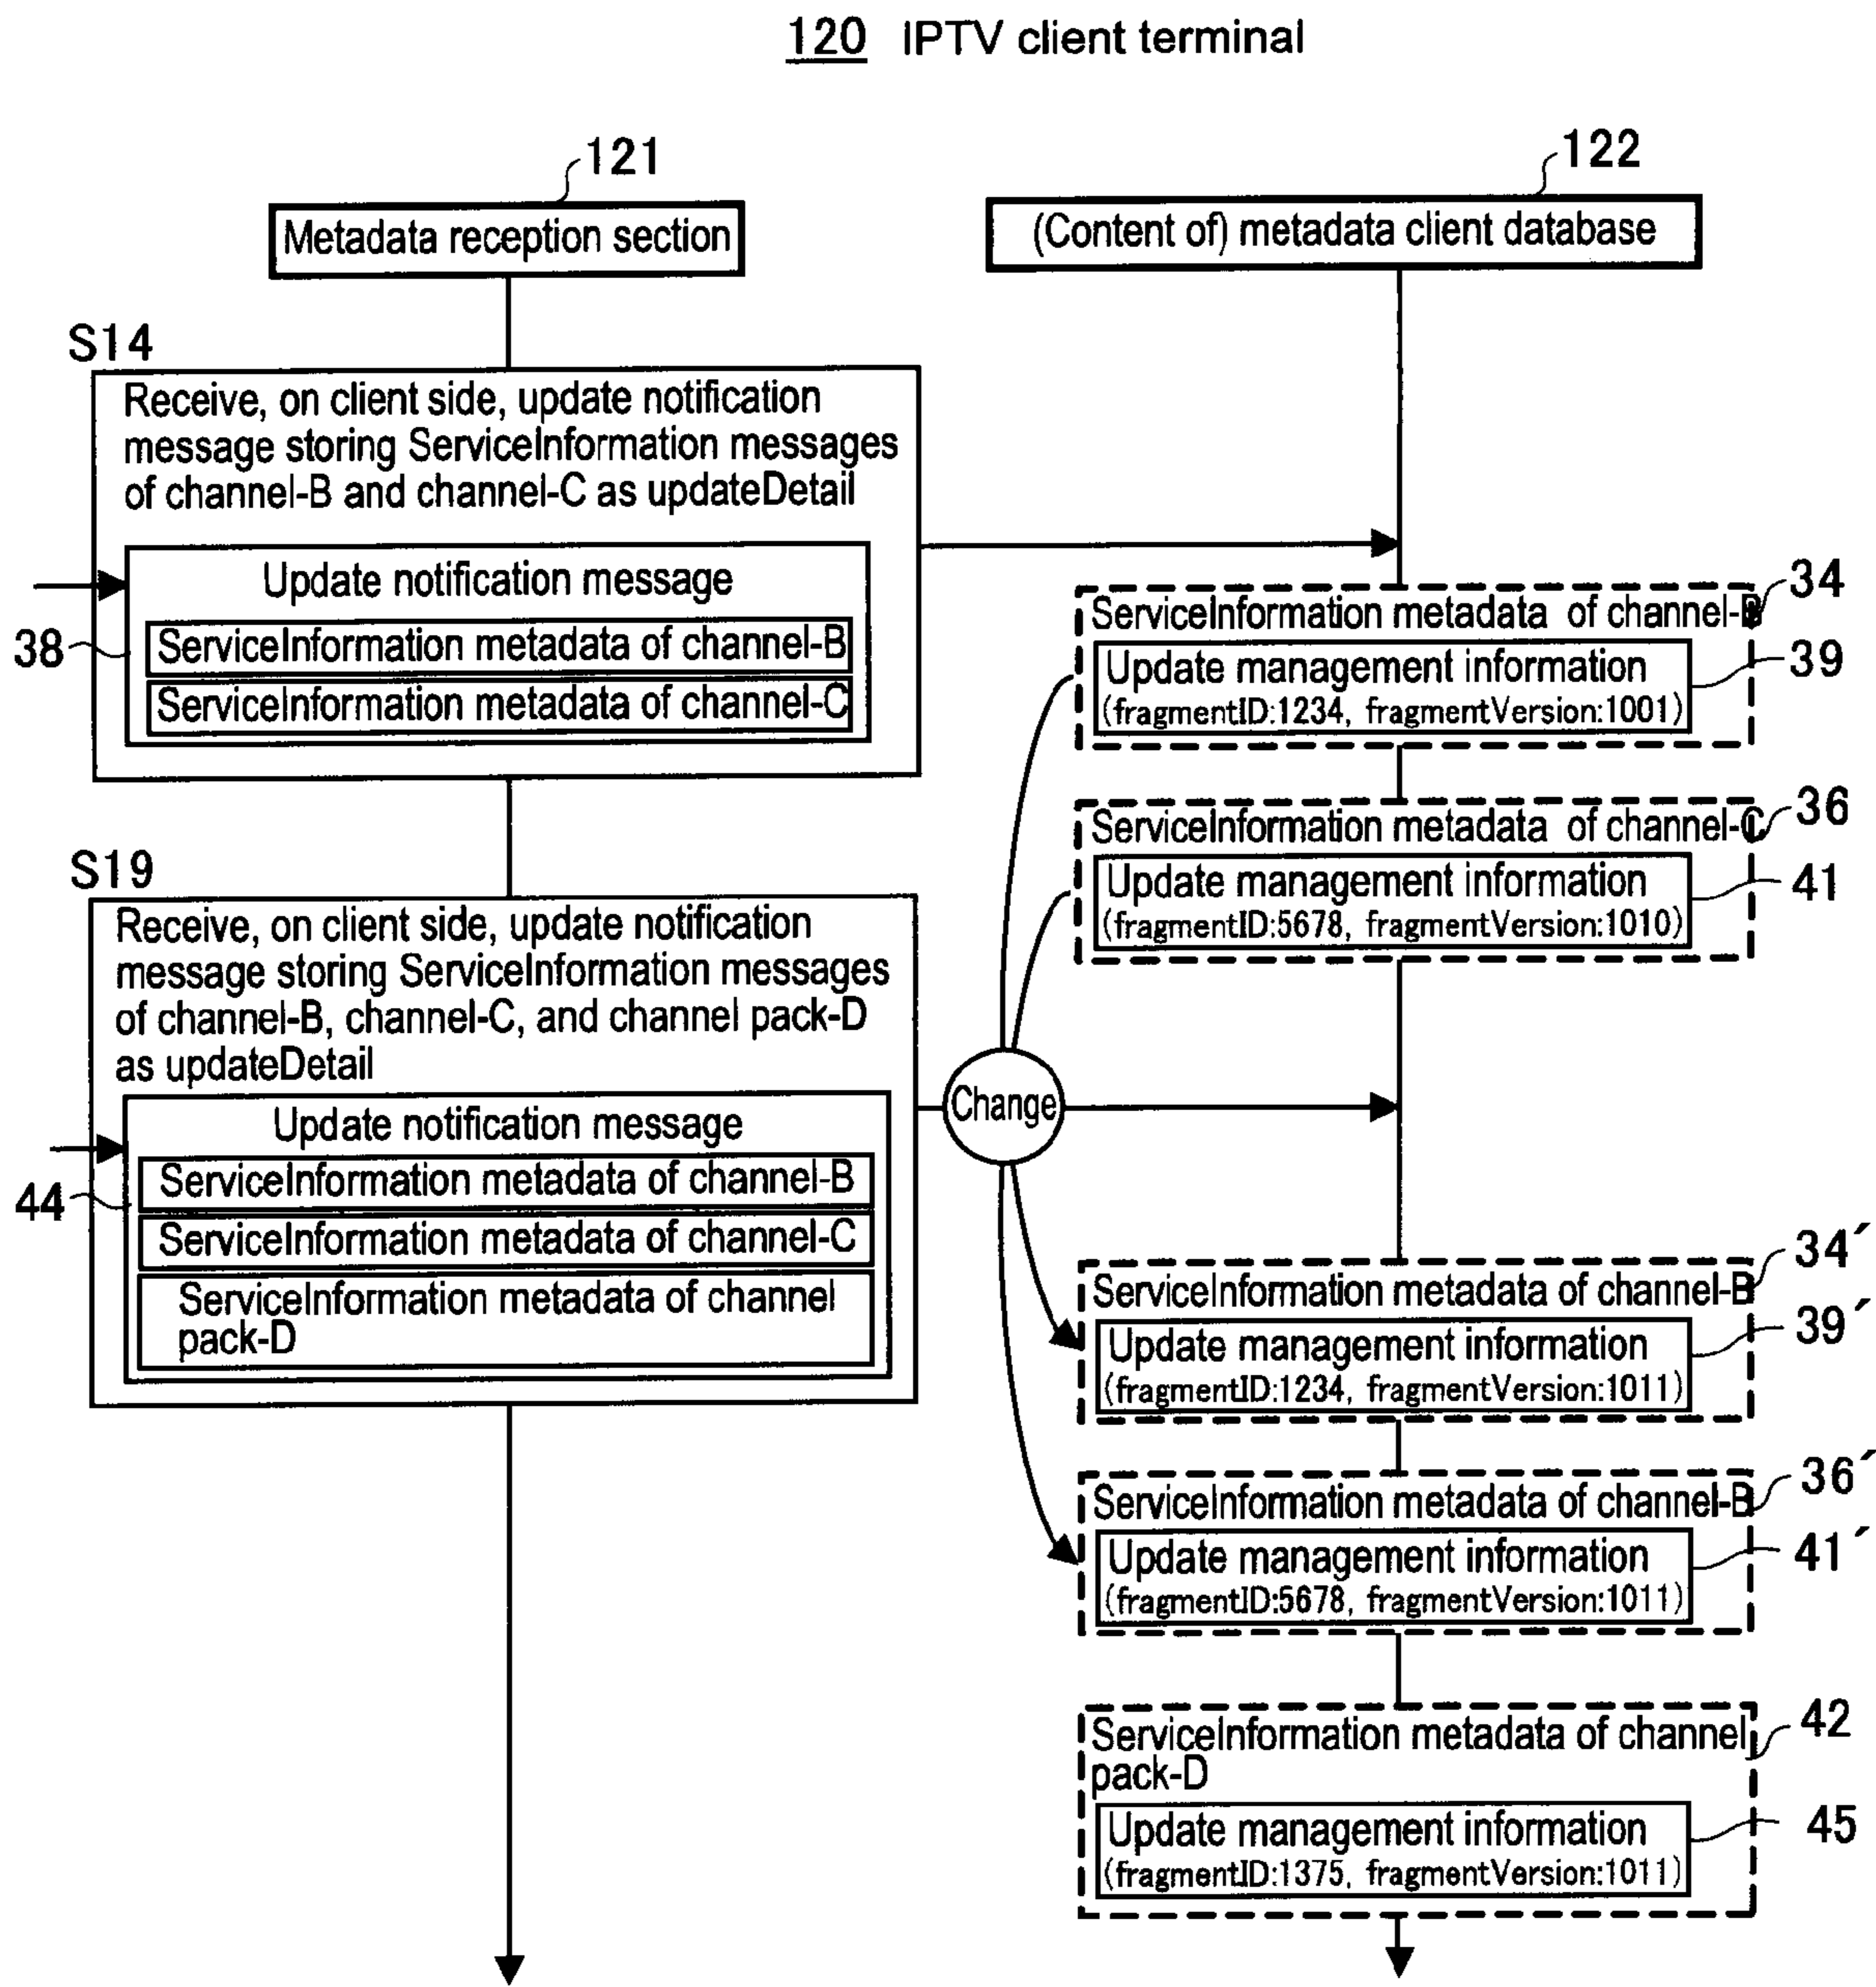 120 IPTV client terminal
121
Metadata reception section
122
(Content of) metadata client database
S14
Receive, on client side, update notification
message storing ServiceInformation messages
of channel-B and channel-C as updateDetail
Update notification message
38
ServiceInformation metadata of channel-B
ServiceInformation metadata of channel-C
34
ServiceInformation metadata of channel-B
39
Update management information
(fragmentID:1234, fragmentVersion:1001)
36
ServiceInformation metadata of channel-C
41
Update management information
(fragmentID:5678, fragmentVersion:1010)
S19
Receive, on client side, update notification
message storing ServiceInformation messages
of channel-B, channel-C, and channel pack-D
as updateDetail
Update notification message
44
ServiceInformation metadata of channel-B
ServiceInformation metadata of channel-C
ServiceInformation metadata of channel
pack-D
Change
34´
ServiceInformation metadata of channel-B
39´
Update management information
(fragmentID:1234, fragmentVersion:1011)
36´
ServiceInformation metadata of channel-B
41´
Update management information
(fragmentID:5678, fragmentVersion:1011)
42
ServiceInformation metadata of channel
pack-D
45
Update management information
(fragmentID:1375, fragmentVersion:1011)